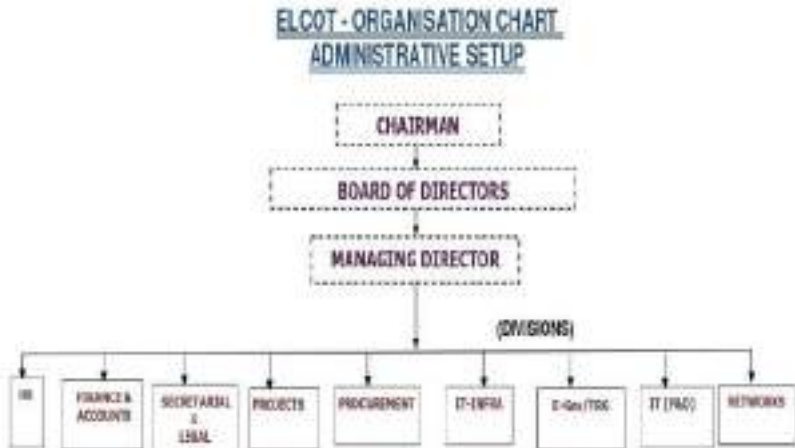 ELCOT - ORGANISATION CHART
ADMINISTRATIVE SETUP
CHAIRMAN
BOARD OF DIRECTORS
MANAGING DIRECTOR
(DIVISIONS)
FINANCE &
ACCOUNTS
SECRETARIAL
&
LEGAL
PROJECTS
PROCUREMENT
IT-INFRA
IT
NETWORKS